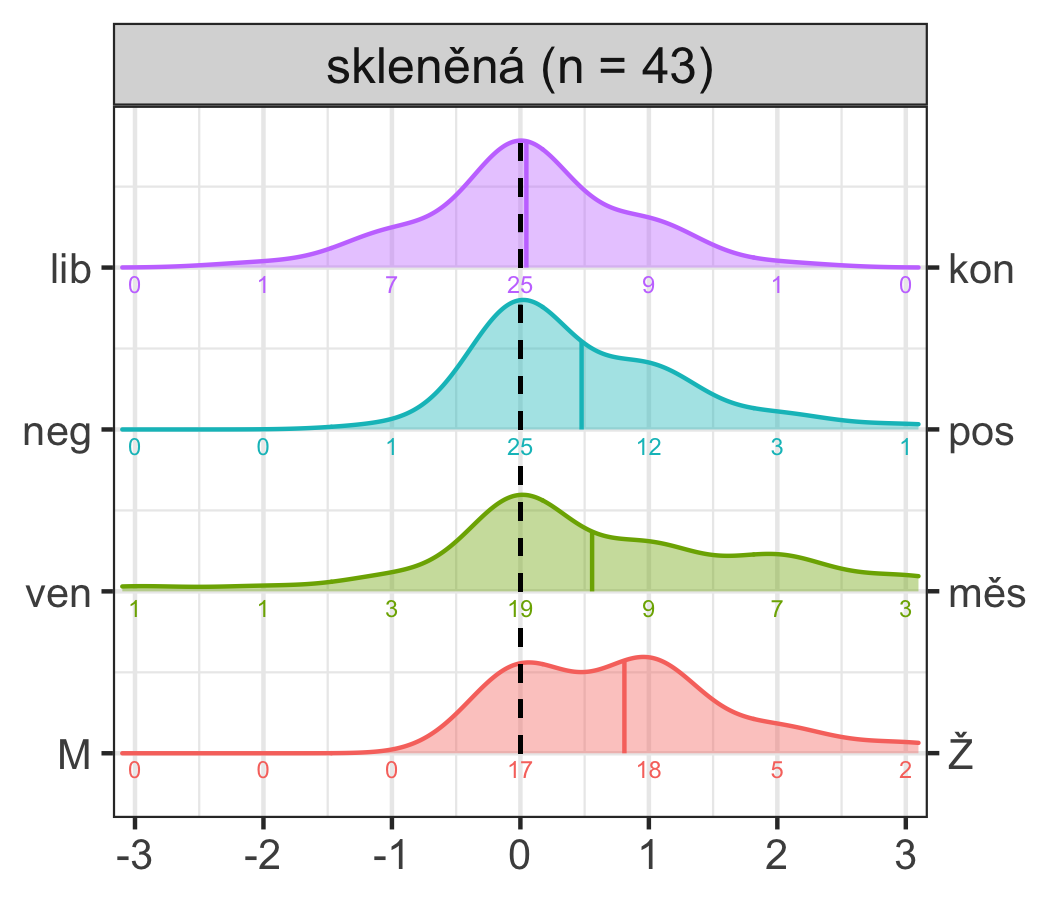 skleněná (n = 43)
lib kon
0 1 7 25 9 1 0
neg pos
0 0 1 25 12 3 1
ven měs
1 1 3 19 9 7 3
M Ž
0 0 0 17 18 5 2
-3 -2 -1 0 1 2 3